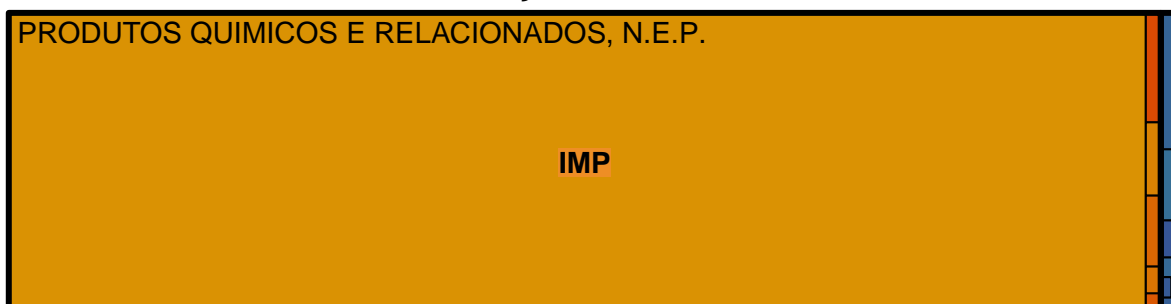 PRODUTOS QUIMICOS E RELACIONADOS, N.E.P.
IMP